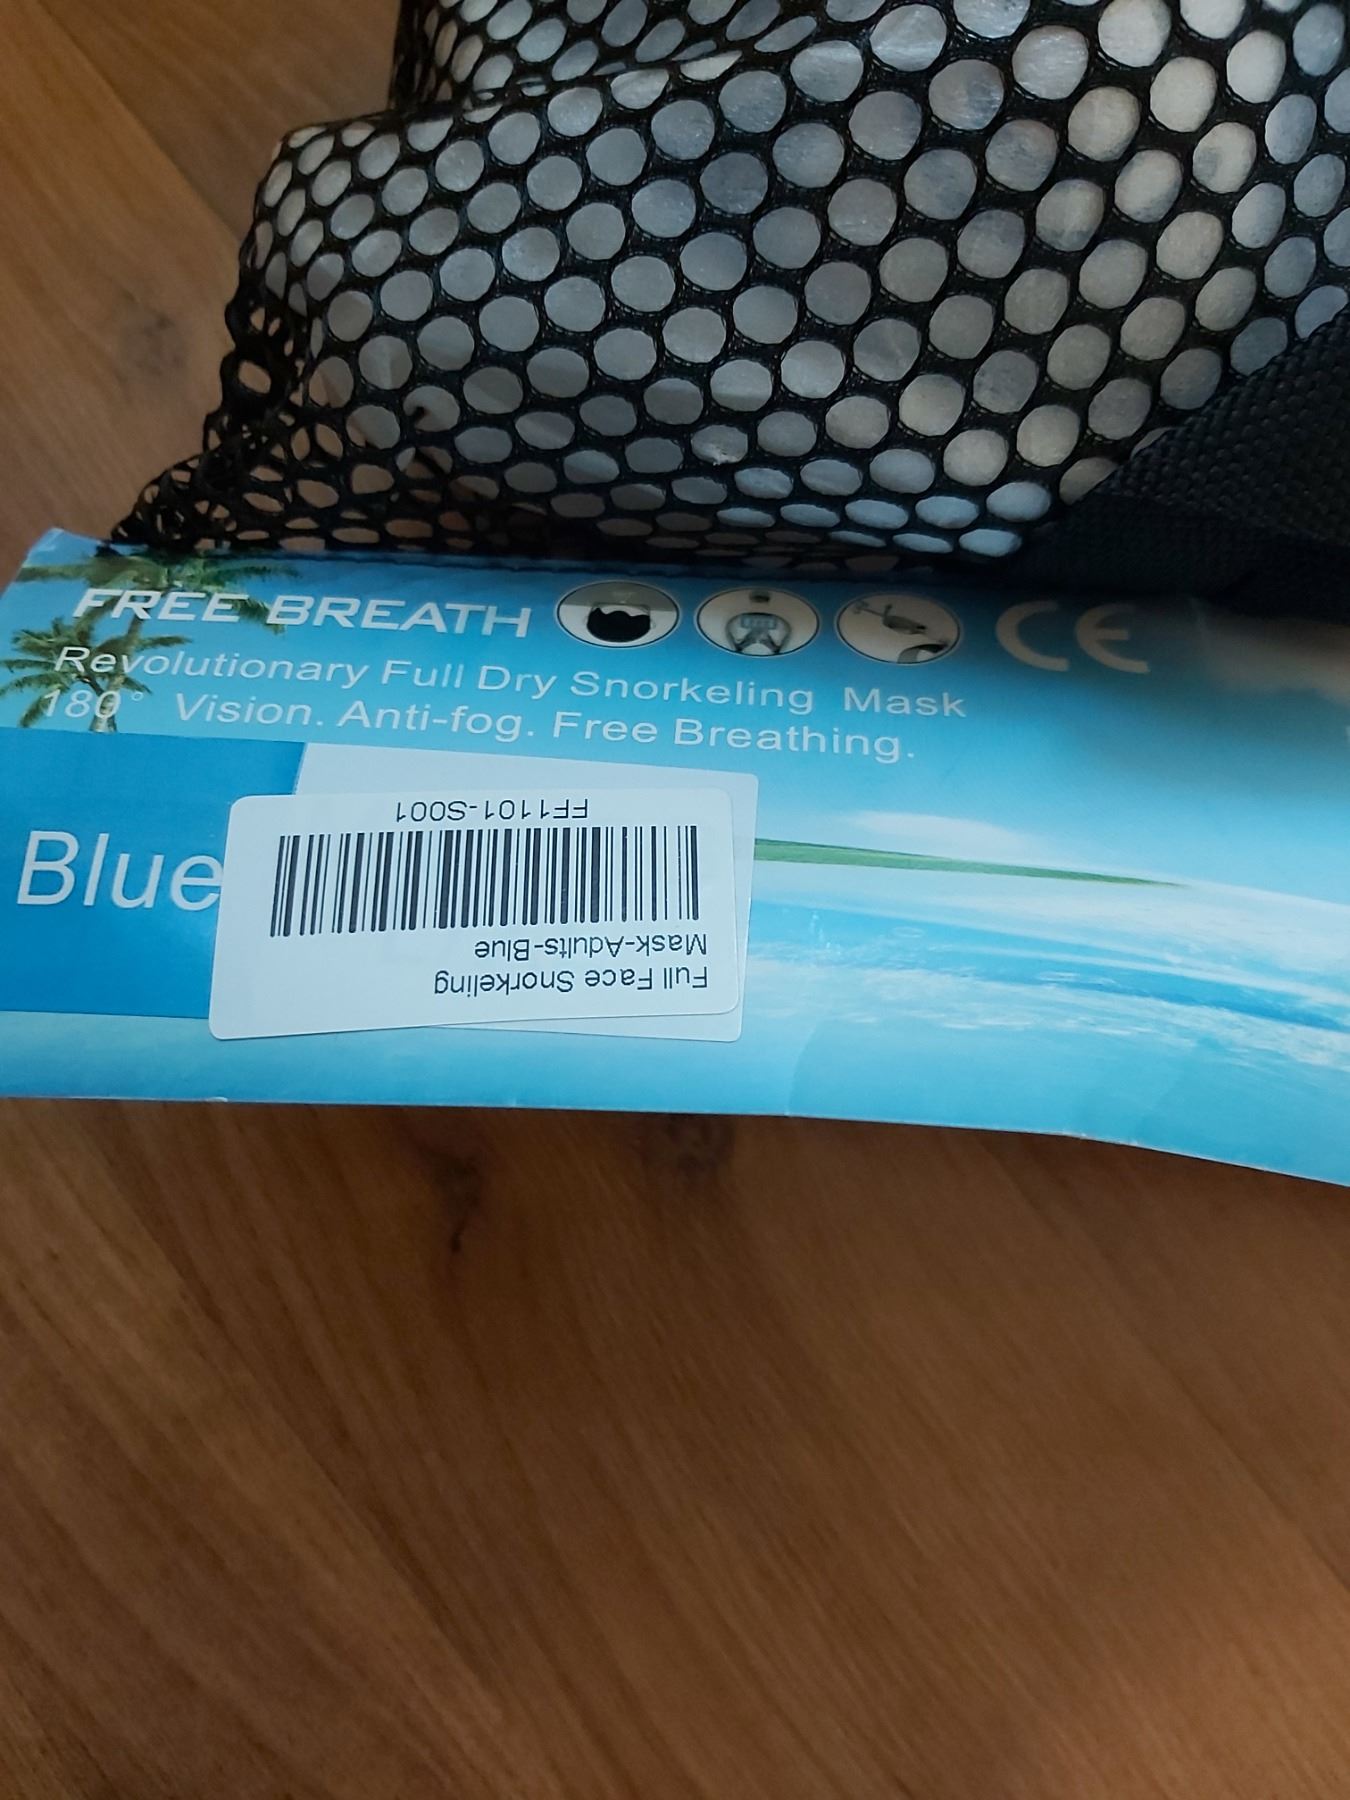 FREE BREATH
CE
Revolutionary Full Dry Snorkeling Mask
180° Vision. Anti-fog. Free Breathing.
Blue
Full Face Snorkeling
Mask-Adults-Blue
FF1101-S001